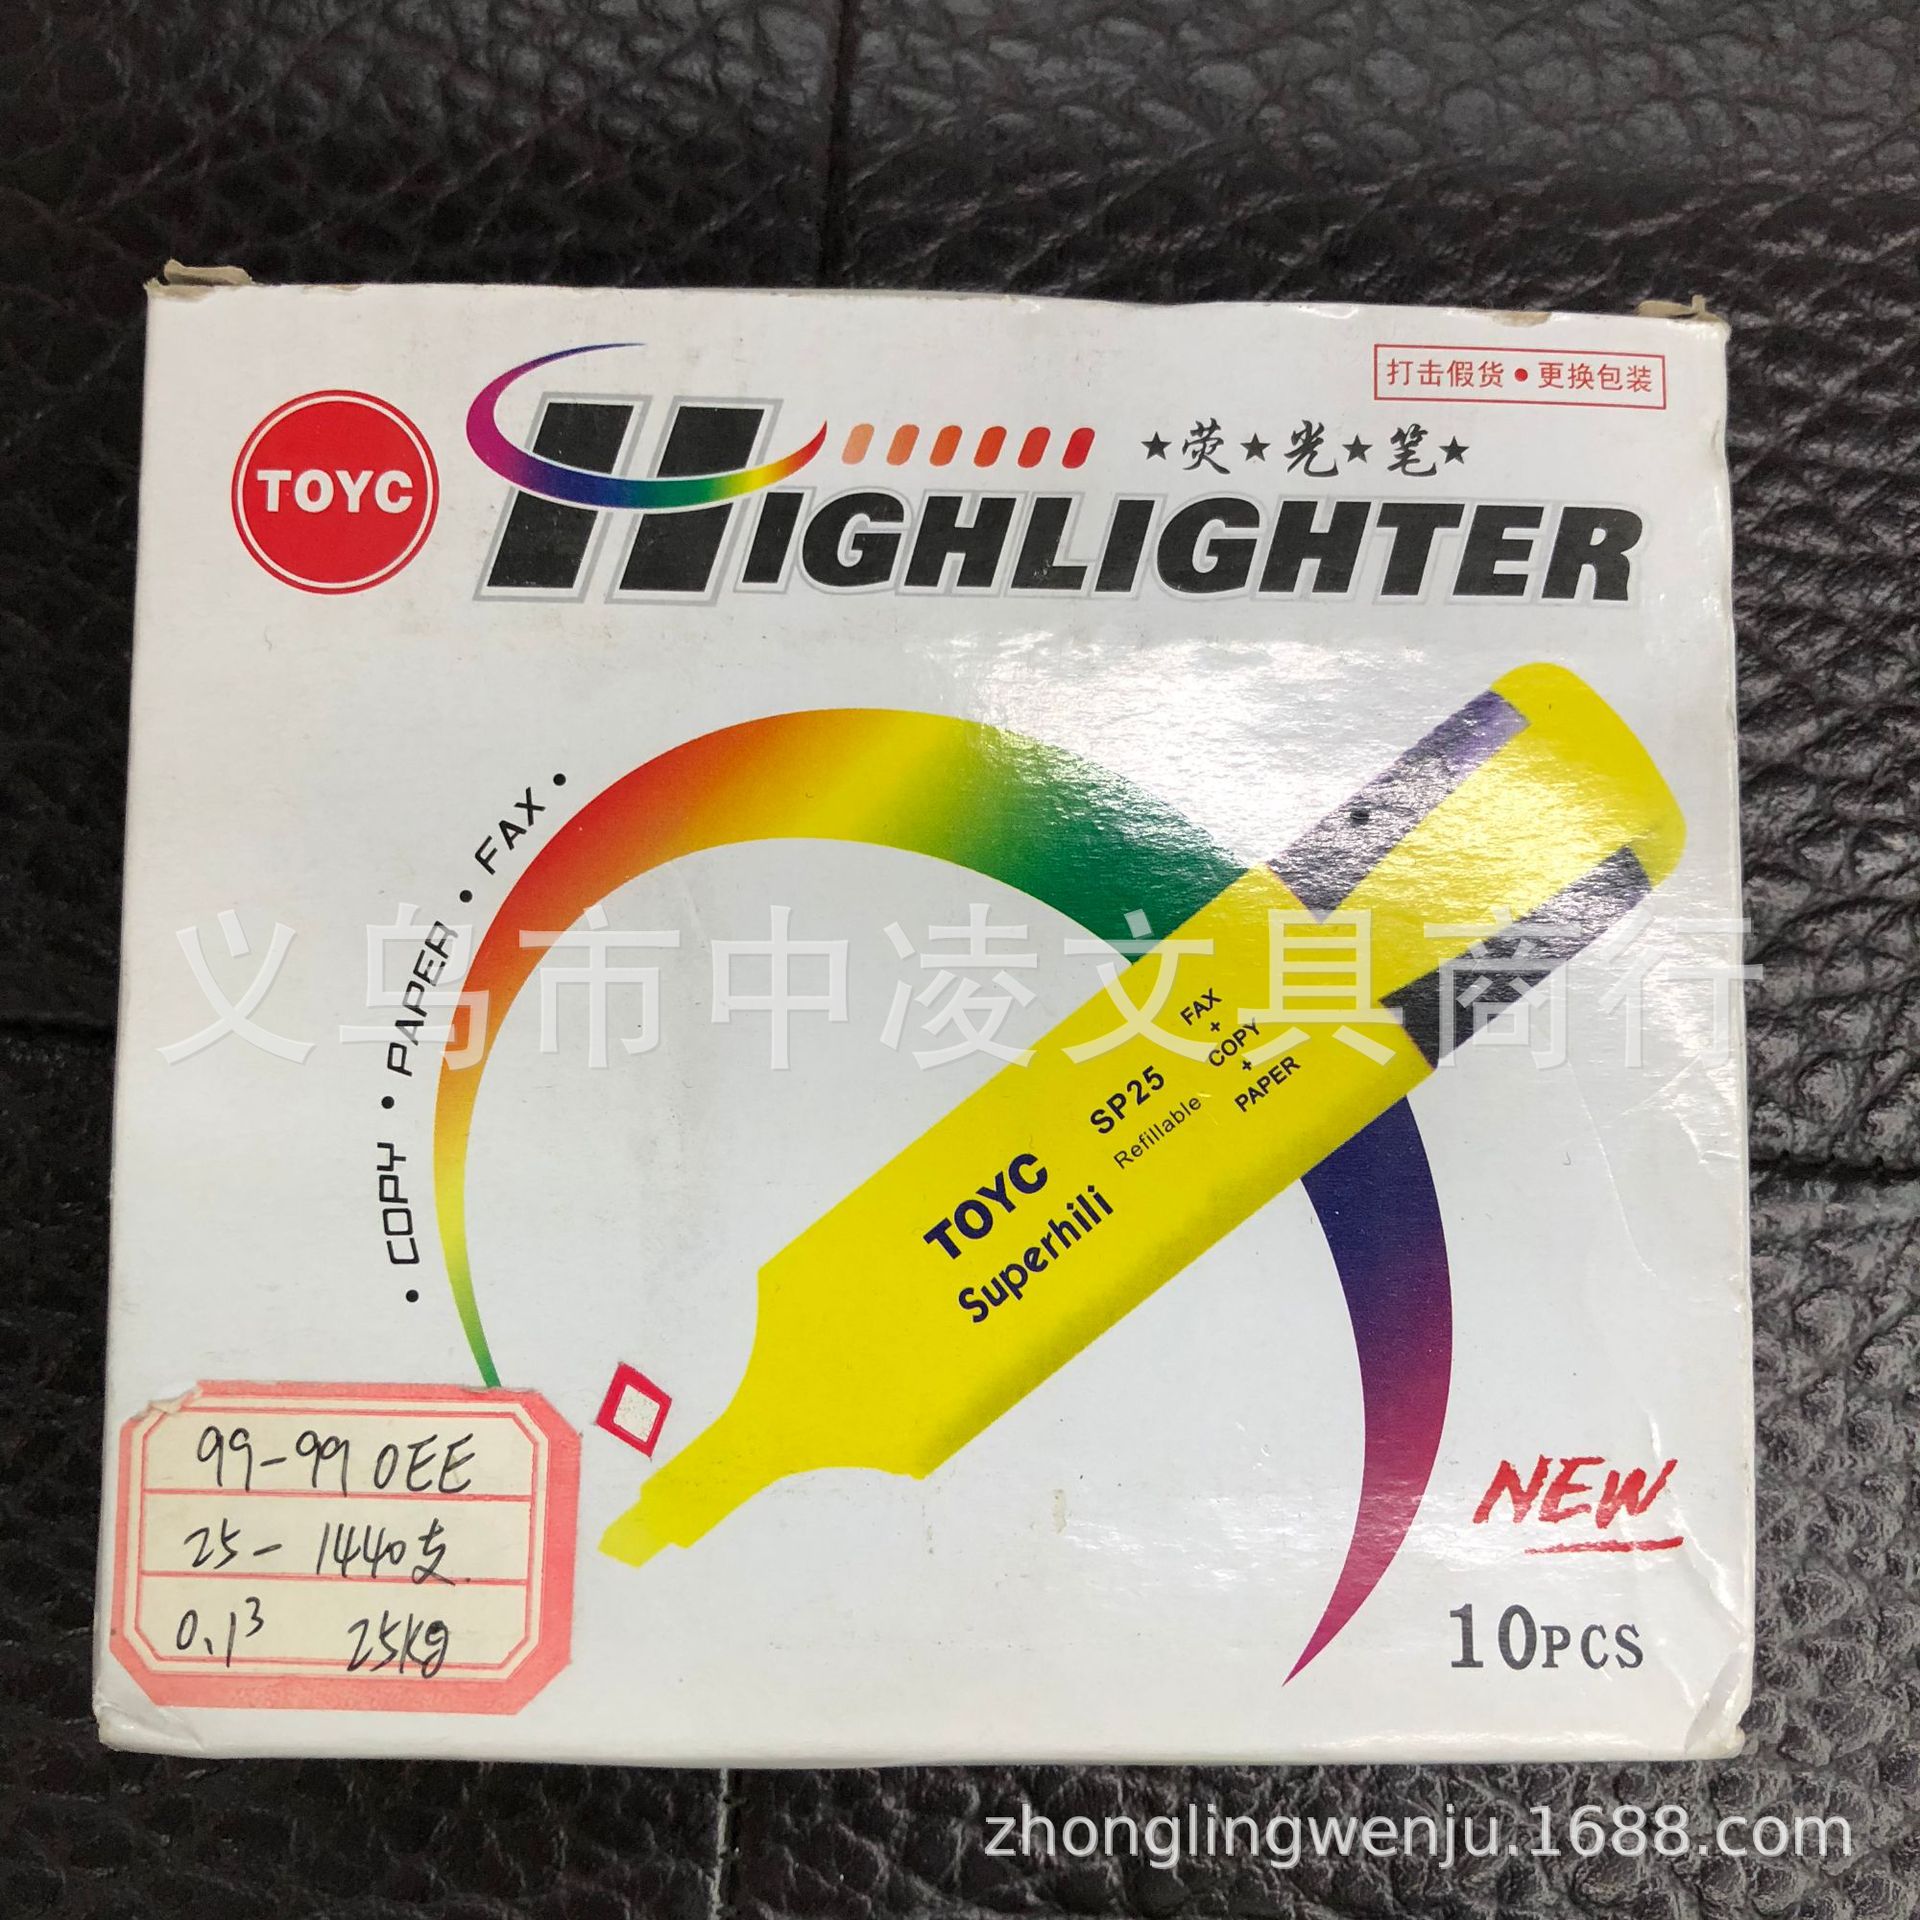 打击假货•更换包装
TOYC
★荧★光★笔★
HIGHLIGHTER
• COPY • PAPER • FAX •
义乌市中凌文具商行
FAX
+
COPY
+
PAPER
SP25
Refillable
TOYC
Superhili
99-99 0EE
25-1440支.
0.1³ 25kg
NEW
10PCS
zhonglingwenju.1688.com